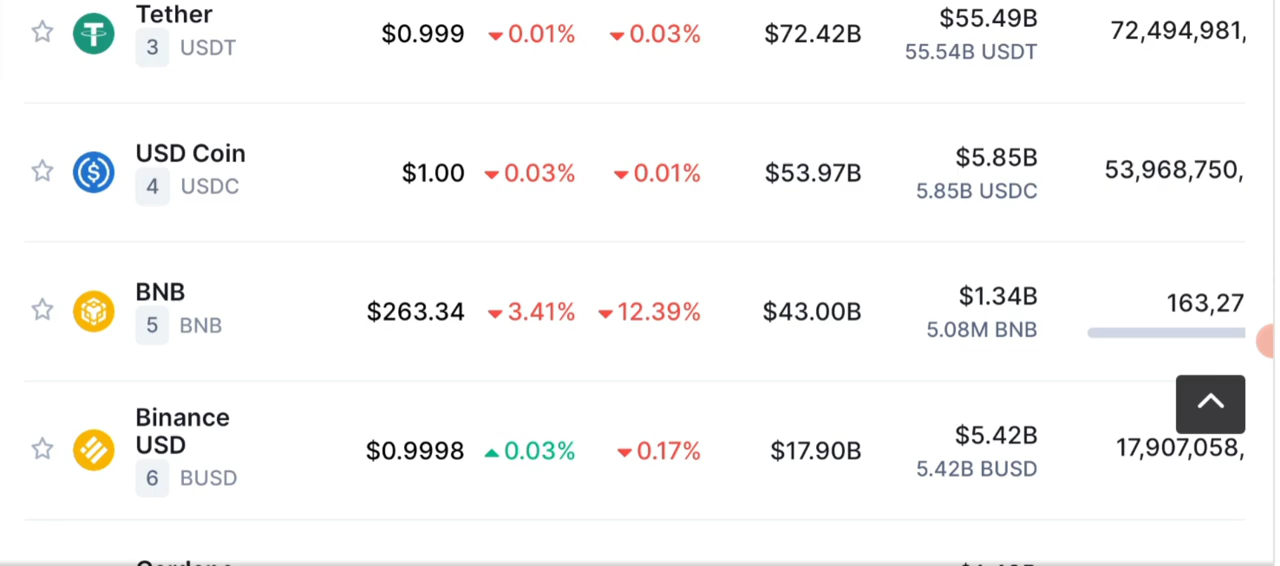 Tether
3 USDT $0.999 0.01% 0.03% $72.42B $55.49B 72,494,981,
55.54B USDT
USD Coin
4 USDC $1.00 0.03% 0.01% $53.97B $5.85B 53,968,750,
5.85B USDC
BNB
5 BNB $263.34 3.41% 12.39% $43.00B $1.34B 163,27
5.08M BNB
Binance
USD
6 BUSD $0.9998 0.03% 0.17% $17.90B $5.42B 17,907,058,
5.42B BUSD